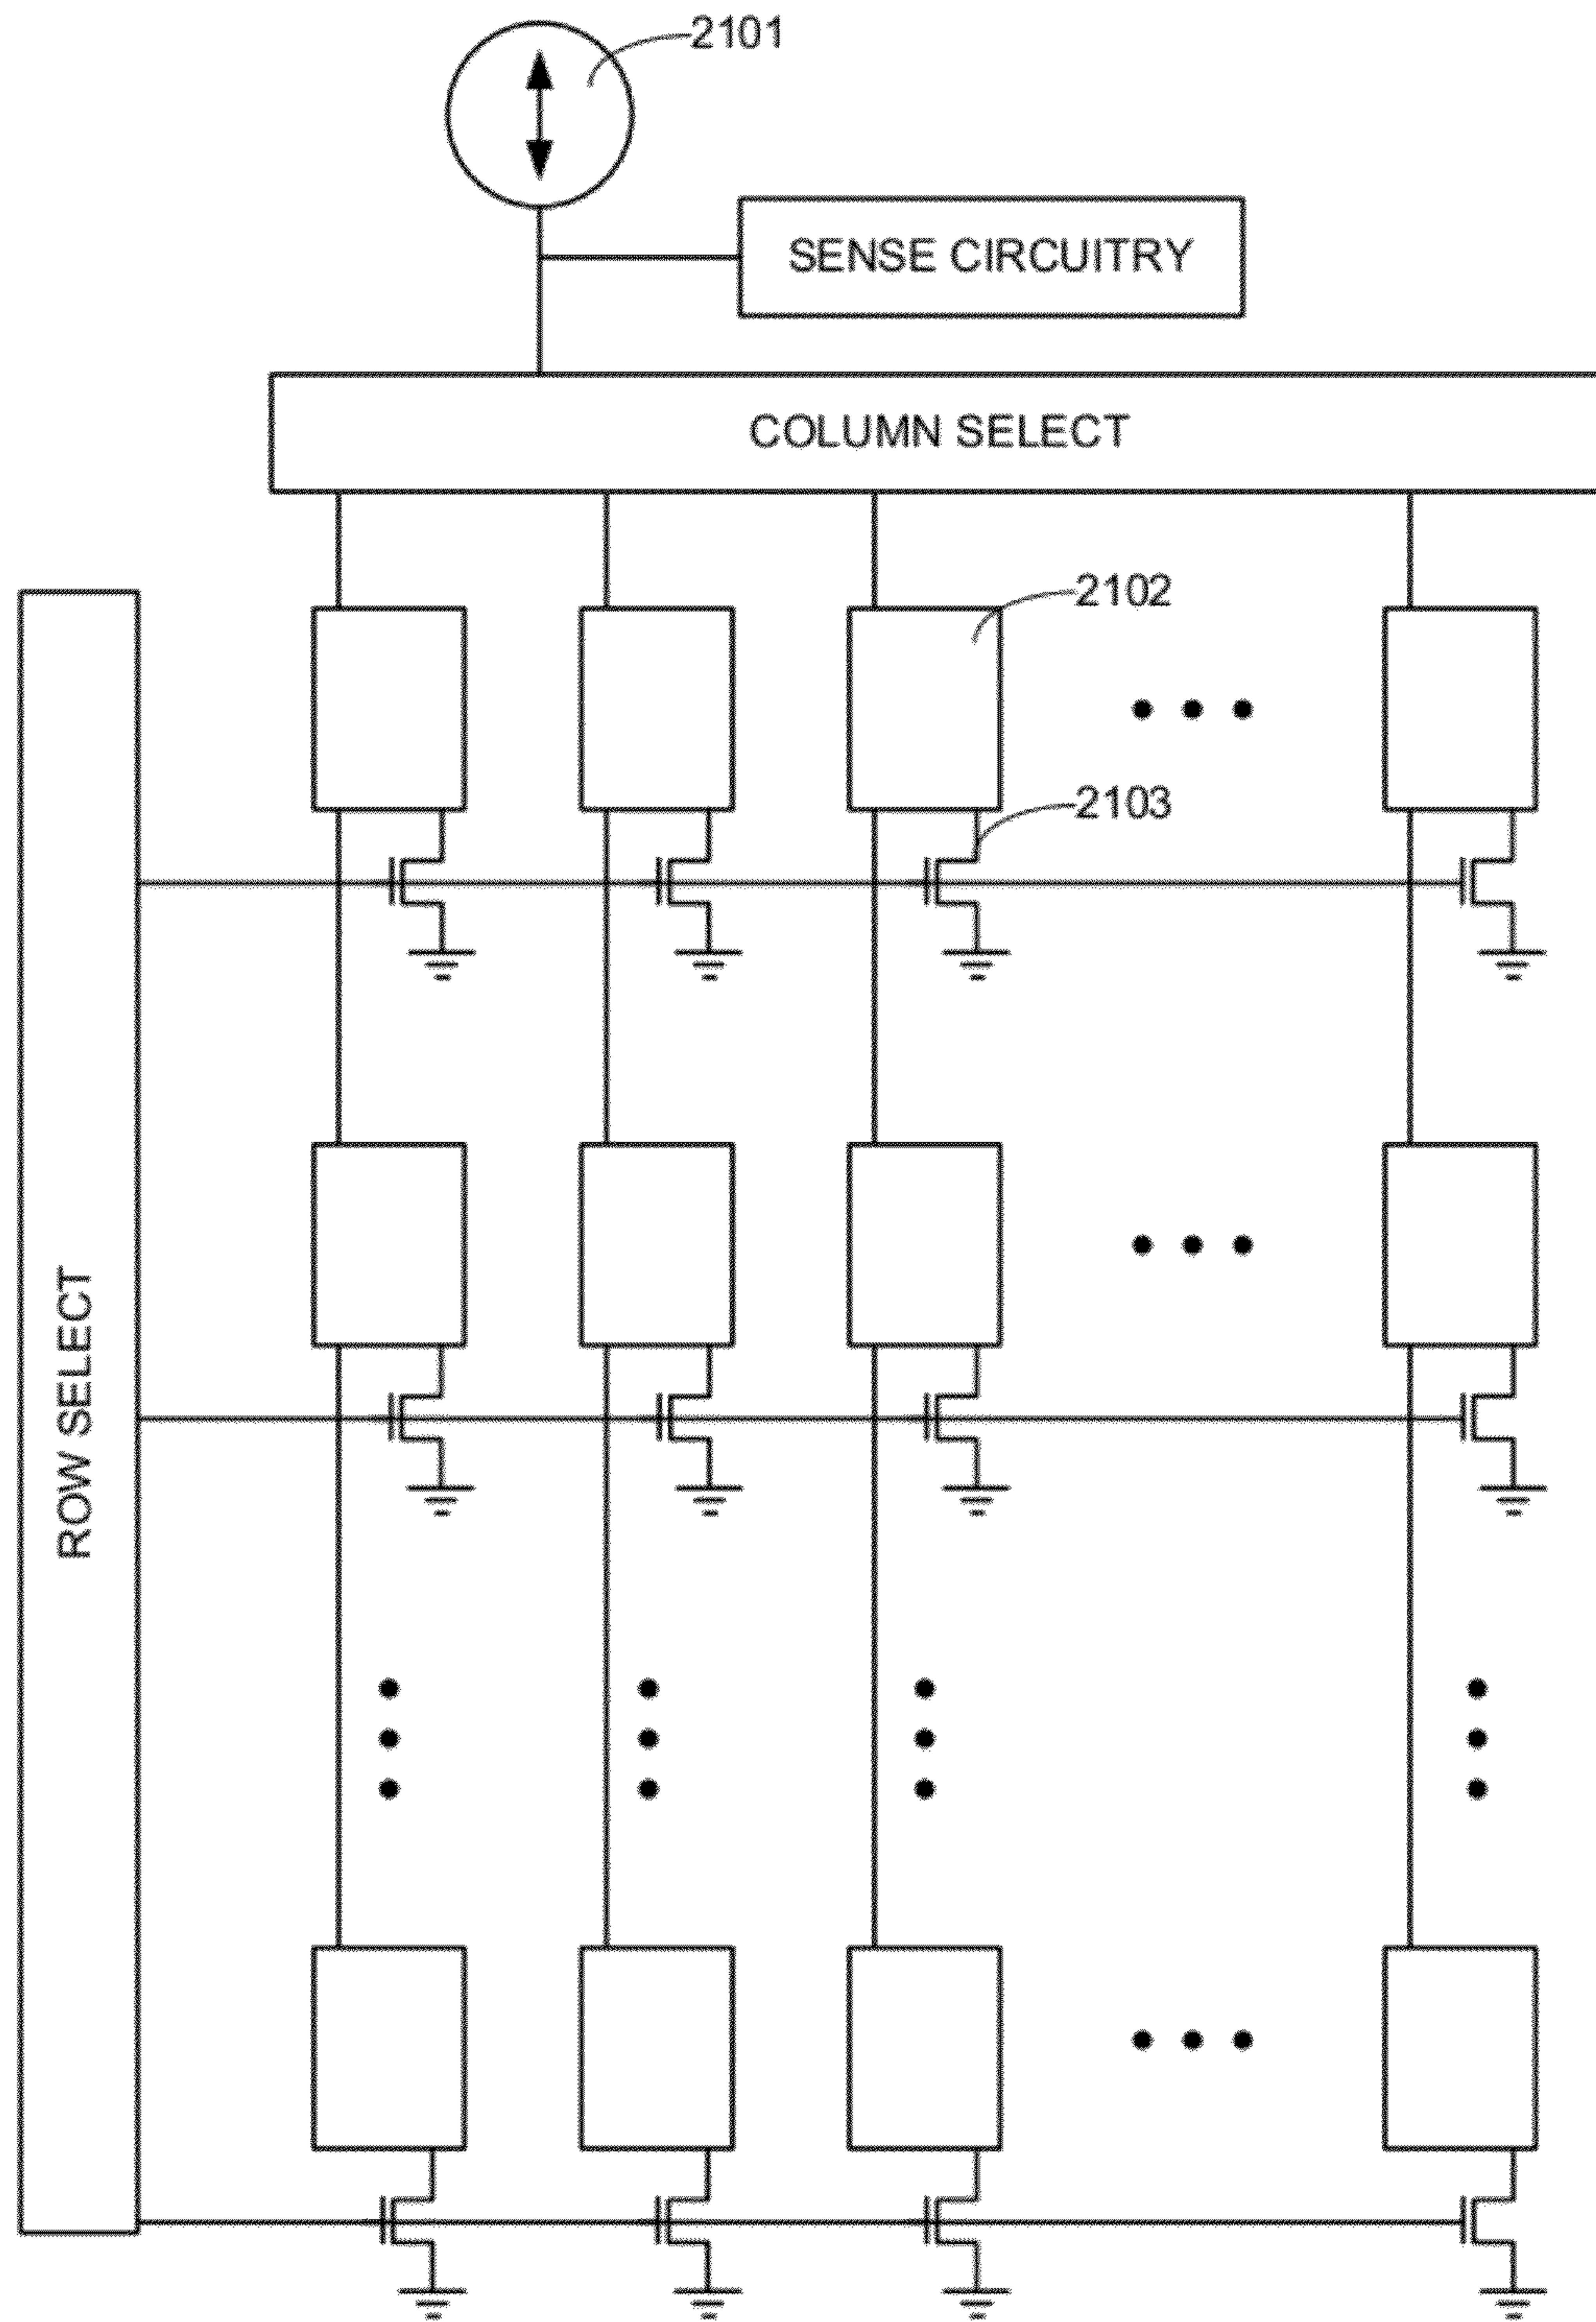 2101
SENSE CIRCUITRY
COLUMN SELECT
2102
2103
ROW SELECT